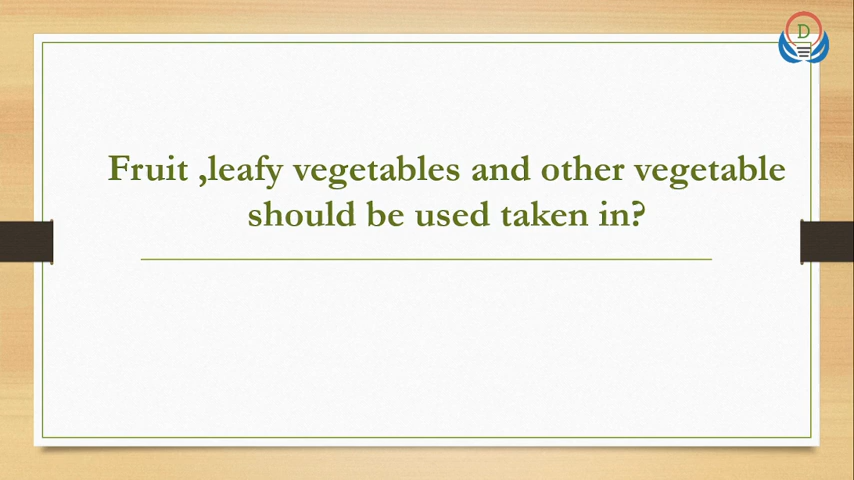 D
Fruit ,leafy vegetables and other vegetable
should be used taken in?